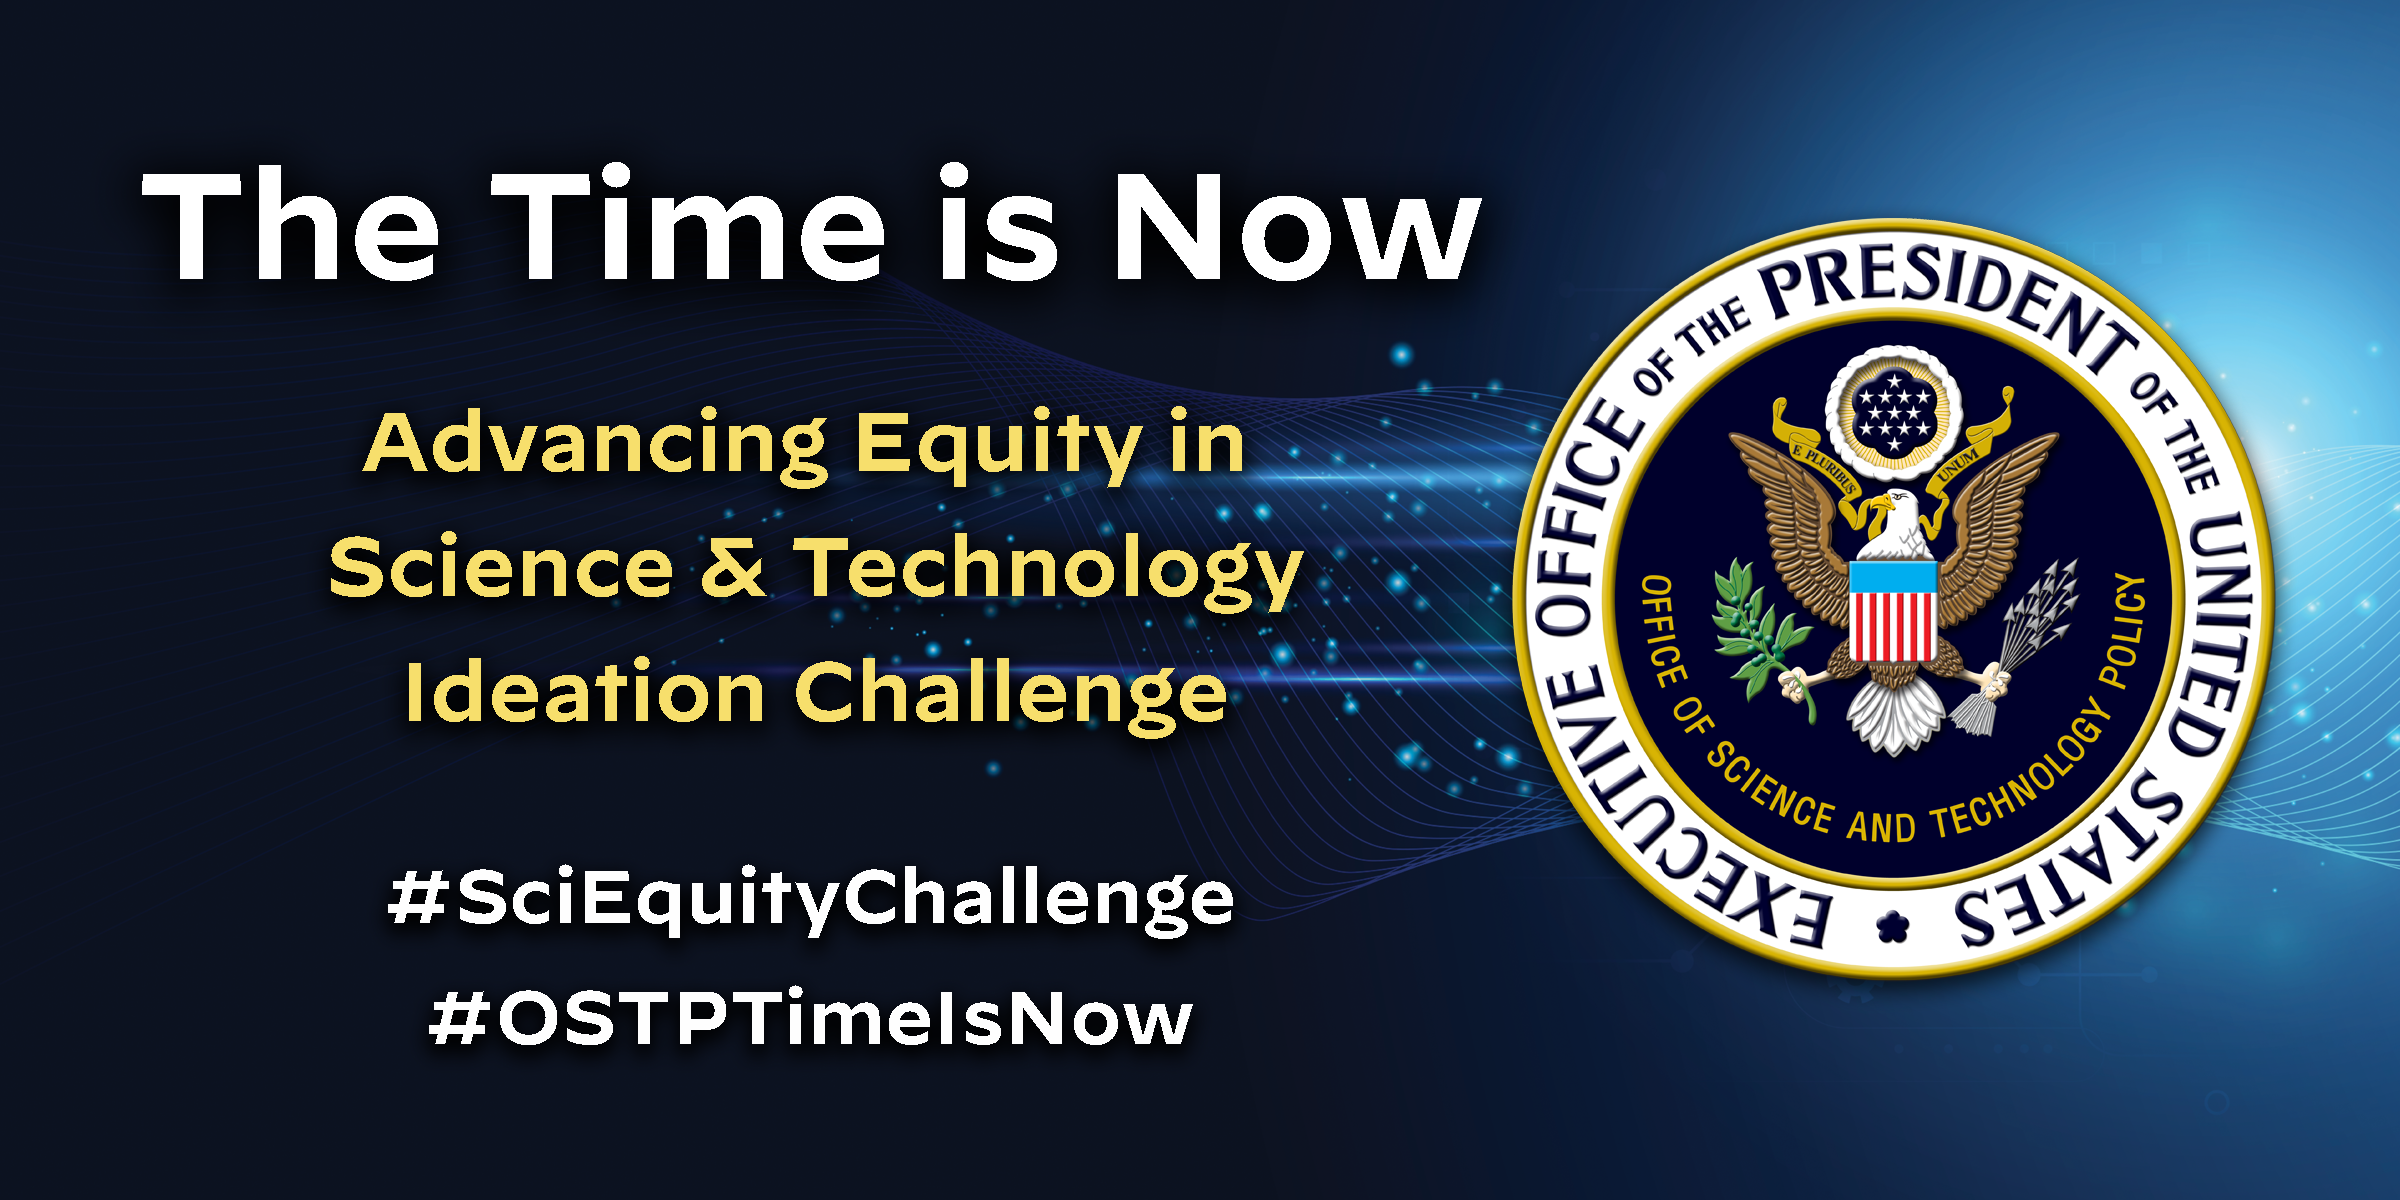 The Time is Now
Advancing Equity in
Science & Technology
Ideation Challenge
#SciEquityChallenge
#OSTPTimeIsNow
EXECUTIVE OFFICE OF THE PRESIDENT OF THE UNITED STATES
E PLURIBUS UNUM
OFFICE OF SCIENCE AND TECHNOLOGY POLICY